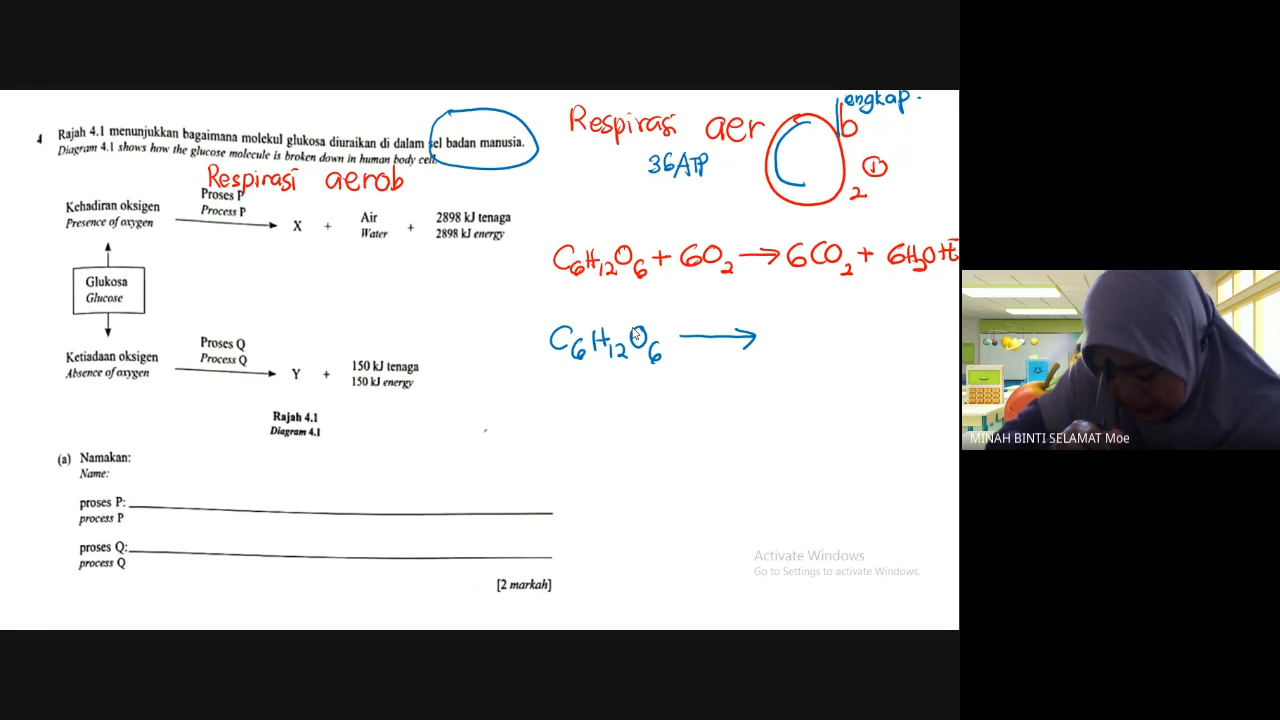 4 Rajah 4.1 menunjukkan bagaimana molekul glukosa diuraikan di dalam sel badan manusia.
Diagram 4.1 shows how the glucose molecule is broken down in human body cell.
Respirasi aerob
Kehadiran oksigen
Presence of oxygen
Proses P
Process P
X + Air + 2898 kJ tenaga
Water 2898 kJ energy
Glukosa
Glucose
Ketiadaan oksigen
Absence of oxygen
Proses Q
Process Q
Y + 150 kJ tenaga
150 kJ energy
Rajah 4.1
Diagram 4.1
(a) Namakan:
Name:
proses P:
process P
proses Q:
process Q
[2 markah]
lengkap.
Respirasi aerob
36ATP
①
2
C₆H₁₂O₆ + 6O₂ → 6CO₂ + 6H₂O +
C₆H₁₂O₆ →
Activate Windows
Go to Settings to activate Windows.
MINAH BINTI SELAMAT Moe